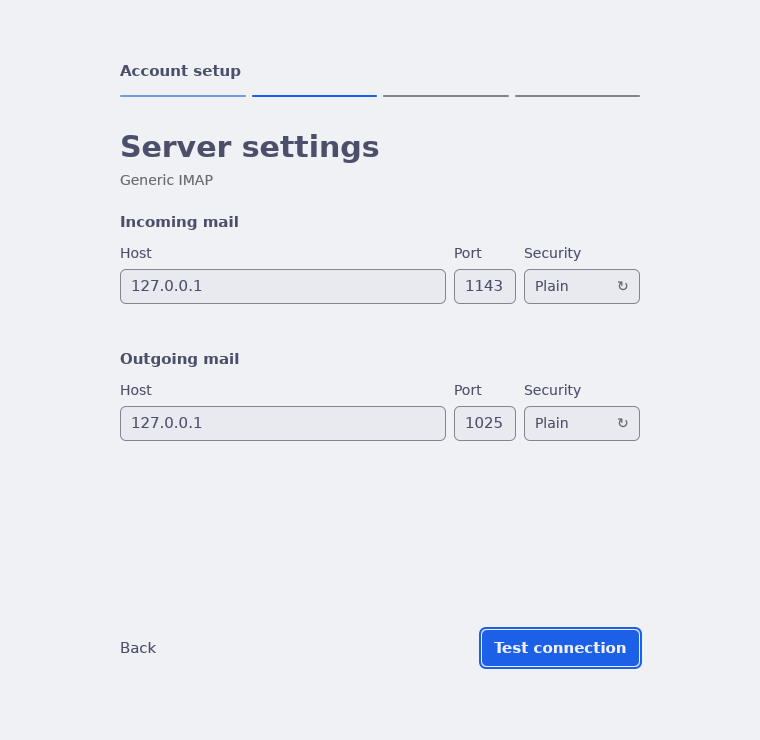 Account setup
Server settings
Generic IMAP
Incoming mail
Host Port Security
127.0.0.1 1143 Plain ↻
Outgoing mail
Host Port Security
127.0.0.1 1025 Plain ↻
Back Test connection